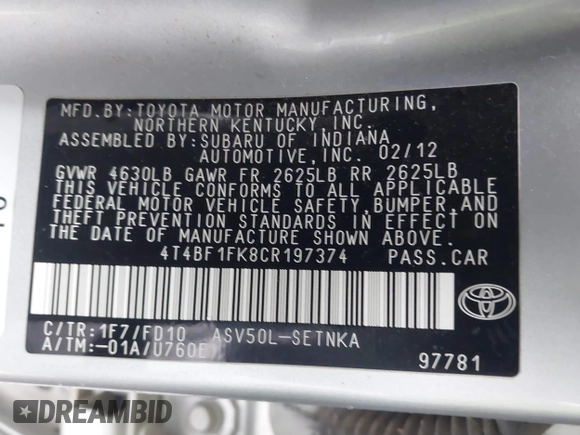 MFD.BY:TOYOTA MOTOR MANUFACTURING,
NORTHERN KENTUCKY, INC.
ASSEMBLED BY:SUBARU OF INDIANA
AUTOMOTIVE,INC. 02/12
GVWR 4630LB GAWR FR 2625LB RR 2625LB
THIS VEHICLE CONFORMS TO ALL APPLICABLE
FEDERAL MOTOR VEHICLE SAFETY, BUMPER AND
THEFT PREVENTION STANDARDS IN EFFECT ON
THE DATE OF MANUFACTURE SHOWN ABOVE.
4T4BF1FK8CR197374 PASS.CAR
C/TR:1F7/FD10 ASV50L-SETNKA
A/TM:-01A/U760E
97781
DREAMBID